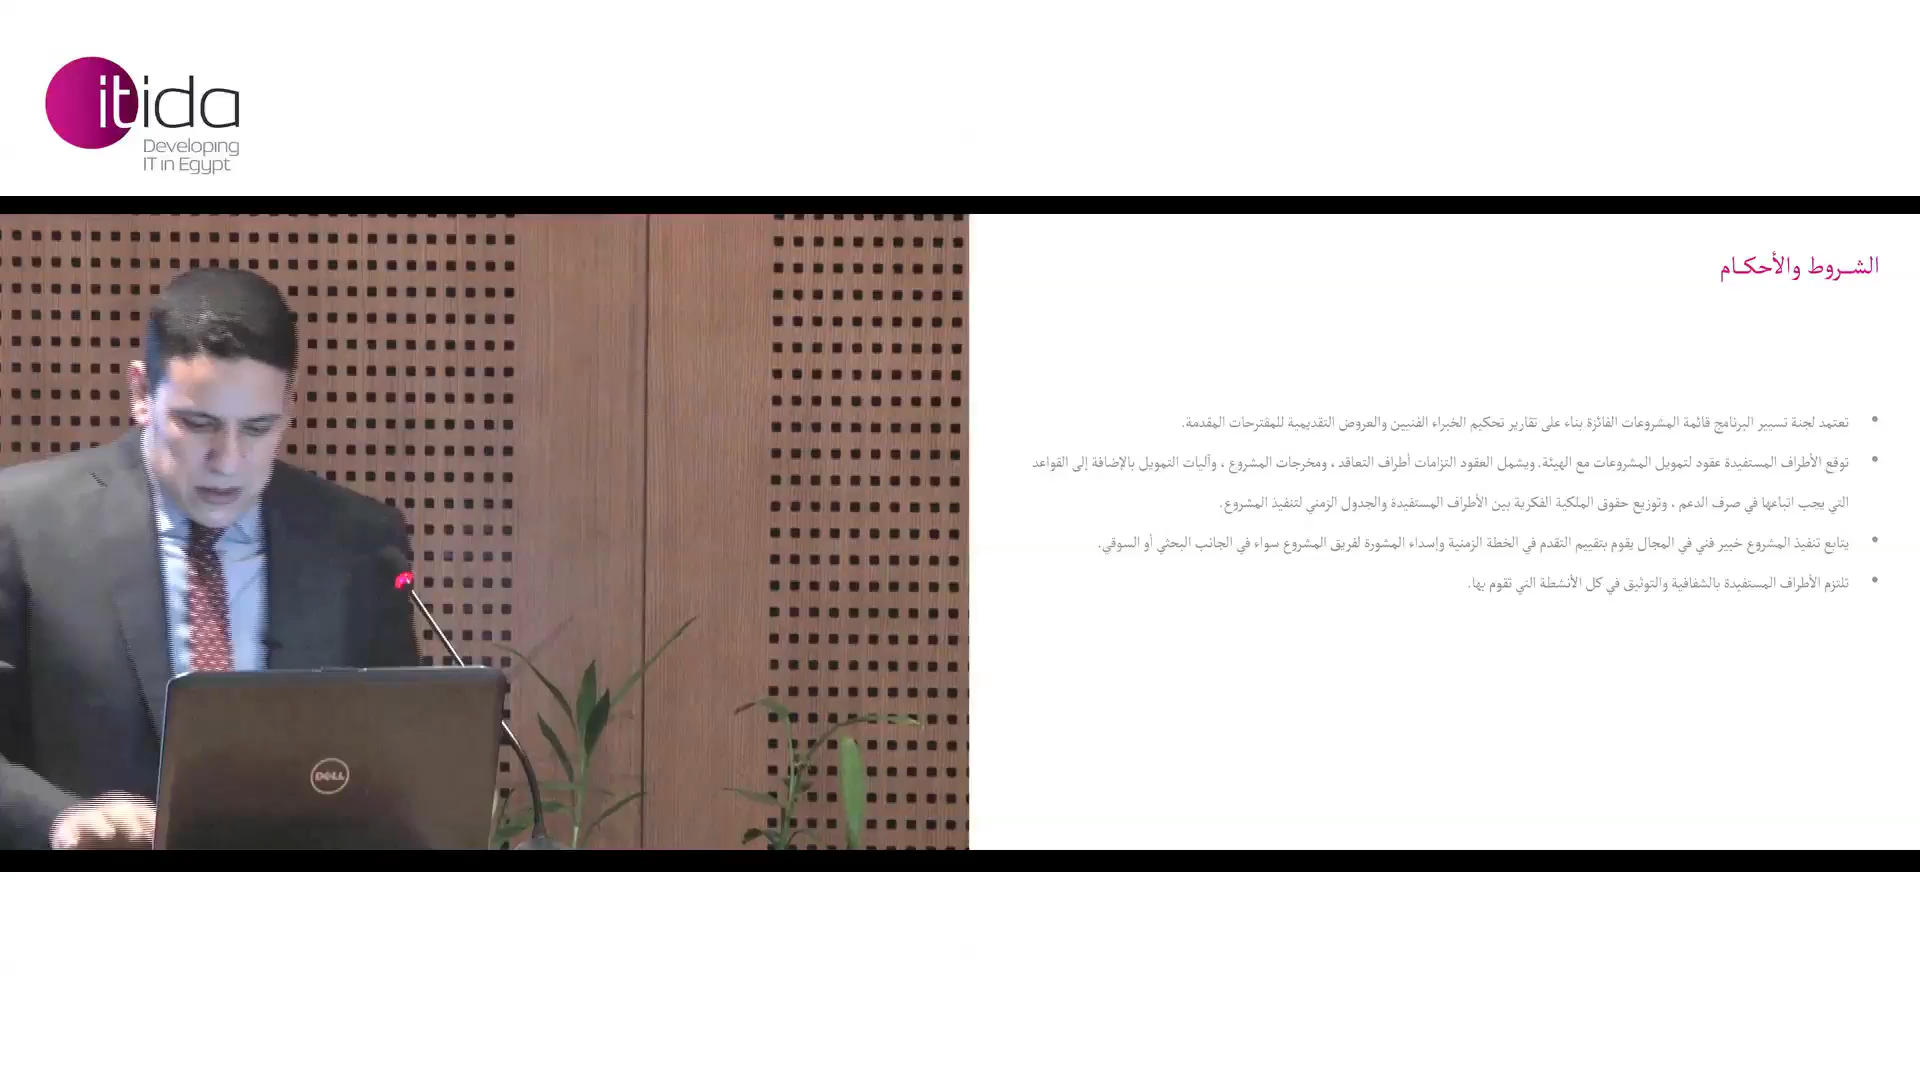 itida
Developing
IT in Egypt
الشـروط والأحكـام
• تعتمد لجنة تسيير البرنامج قائمة المشروعات الفائزة بناء على تقارير تحكيم الخبراء الفنيين والعروض التقديمية للمقترحات المقدمة.
• توقع الأطراف المستفيدة عقود لتمويل المشروعات مع الهيئة. ويشمل العقود التزامات أطراف التعاقد ، ومخرجات المشروع ، وآليات التمويل بالإضافة إلى القواعد
التي يجب اتباعها في صرف الدعم ، وتوزيع حقوق الملكية الفكرية بين الأطراف المستفيدة والجدول الزمني لتنفيذ المشروع.
• يتابع تنفيذ المشروع خبير فني في المجال يقوم بتقييم التقدم في الخطة الزمنية وإسداء المشورة لفريق المشروع سواء في الجانب البحثي أو السوقي.
• تلتزم الأطراف المستفيدة بالشفافية والتوثيق في كل الأنشطة التي تقوم بها.
DELL